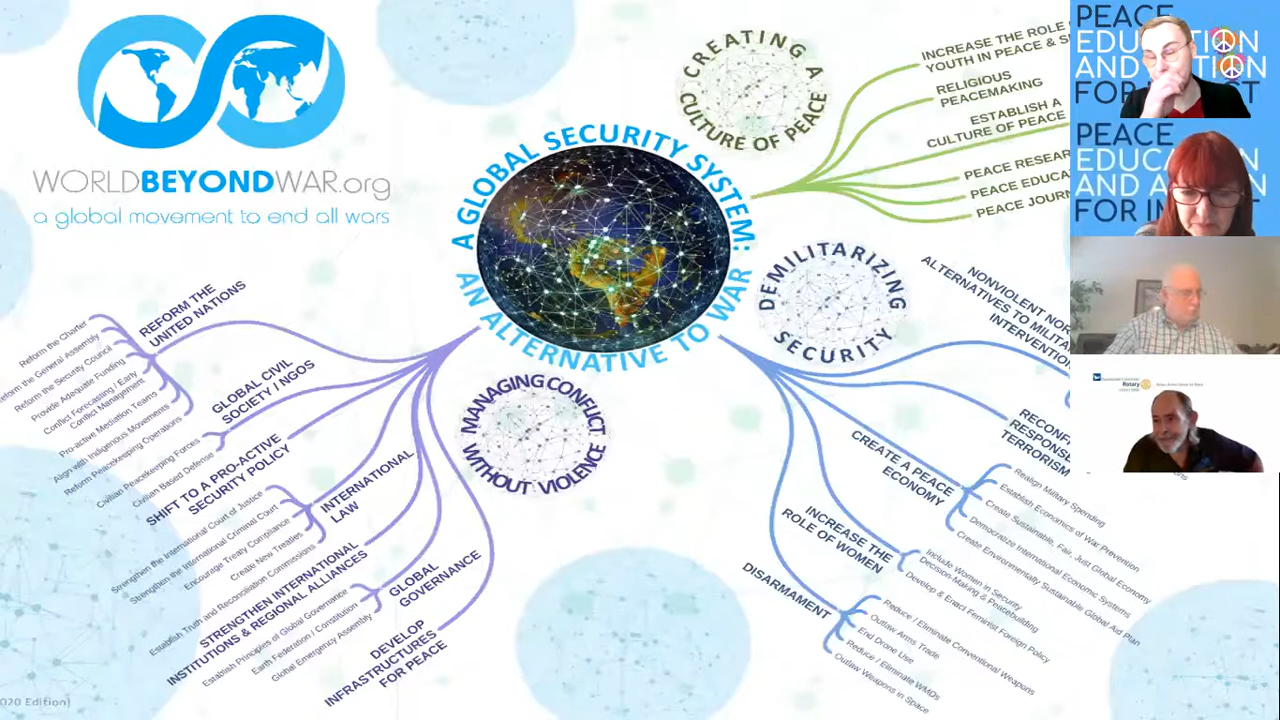 WORLDBEYONDWAR.org
a global movement to end all wars
A GLOBAL SECURITY SYSTEM:
AN ALTERNATIVE TO WAR
CREATING A
CULTURE OF PEACE
INCREASE THE ROLE
YOUTH IN PEACE &
RELIGIOUS
PEACEMAKING
ESTABLISH A
CULTURE OF PEACE
PEACE RESEAR
PEACE EDUCA
PEACE JOUR
DEMILITARIZING
SECURITY
NONVIOLENT
ALTERNATIVES TO
INTERVENTION
RECONF
RESPONSE
TERRORISM
CREATE A PEACE
ECONOMY
Realign Military Spending
Establish Economics of War Prevention
Create Sustainable, Fair, Just Global Economy
Democratize International Economic Systems
Create Environmentally Sustainable Global Aid Plan
INCREASE THE
ROLE OF WOMEN
Include Women in Security
Decision-Making & Peacebuilding
Develop & Enact Feminist Foreign Policy
DISARMAMENT
Reduce / Eliminate Conventional Weapons
Outlaw Arms Trade
End Drone Use
Reduce / Eliminate WMDs
Outlaw Weapons in Space
MANAGING CONFLICT
WITHOUT VIOLENCE
REFORM THE
UNITED NATIONS
Reform the Charter
eform the General Assembly
Reform the Security Council
Provide Adequate Funding
Conflict Forecasting / Early
Conflict Management
Pro-active Mediation Teams
Align with Indigenous Movements
Reform Peacekeeping Operations
GLOBAL CIVIL
SOCIETY / NGOS
Civilian Peacekeeping Forces
Civilian Based Defense
SHIFT TO A PRO-ACTIVE
SECURITY POLICY
INTERNATIONAL
LAW
Strengthen the International Court of Justice
Strengthen the International Criminal Court
Encourage Treaty Compliance
Create New Treaties
Establish Truth and Reconciliation Commissions
STRENGTHEN INTERNATIONAL
INSTITUTIONS & REGIONAL ALLIANCES
GLOBAL
GOVERNANCE
Establish Principles of Global Governance
Earth Federation / Constitution
Global Emergency Assembly
DEVELOP
INFRASTRUCTURES
FOR PEACE
020 Edition)
PEACE
EDU TION
AND TION
FOR CT
PEACE
EDUCA N
AND A N
FOR IM CT
Rotary